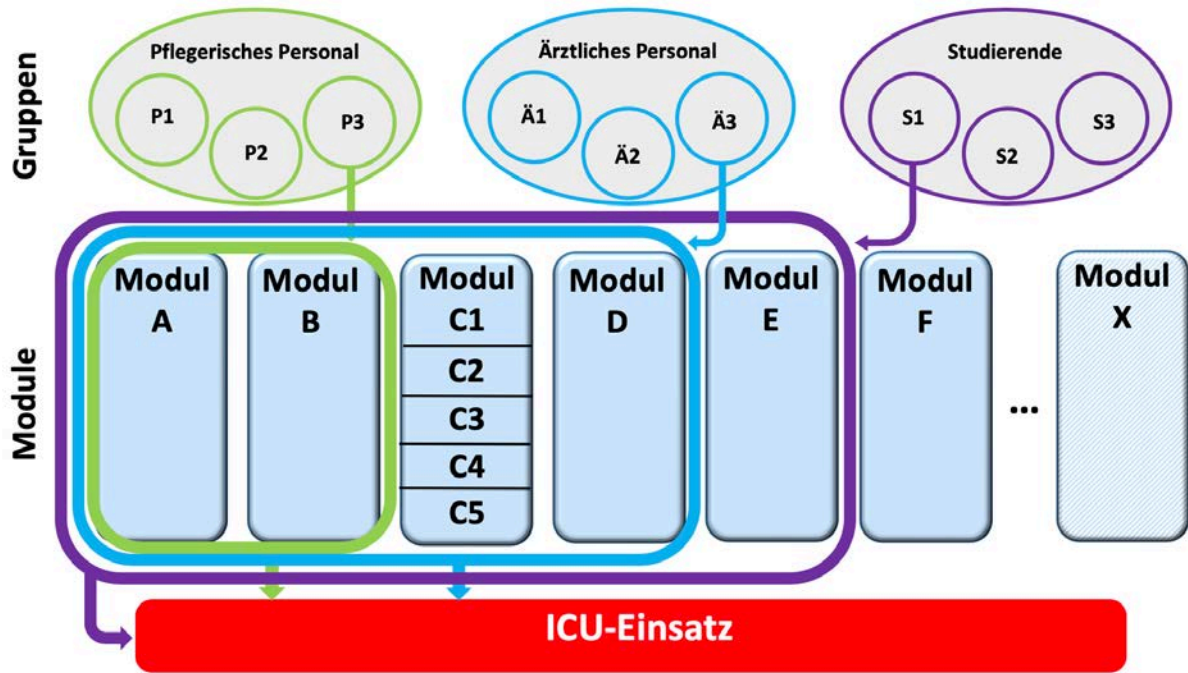 Gruppen
Pflegerisches Personal
P1
P2
P3
Ärztliches Personal
Ä1
Ä2
Ä3
Studierende
S1
S2
S3
Module
Modul
A
Modul
B
Modul
C1
C2
C3
C4
C5
Modul
D
Modul
E
Modul
F
...
Modul
X
ICU-Einsatz